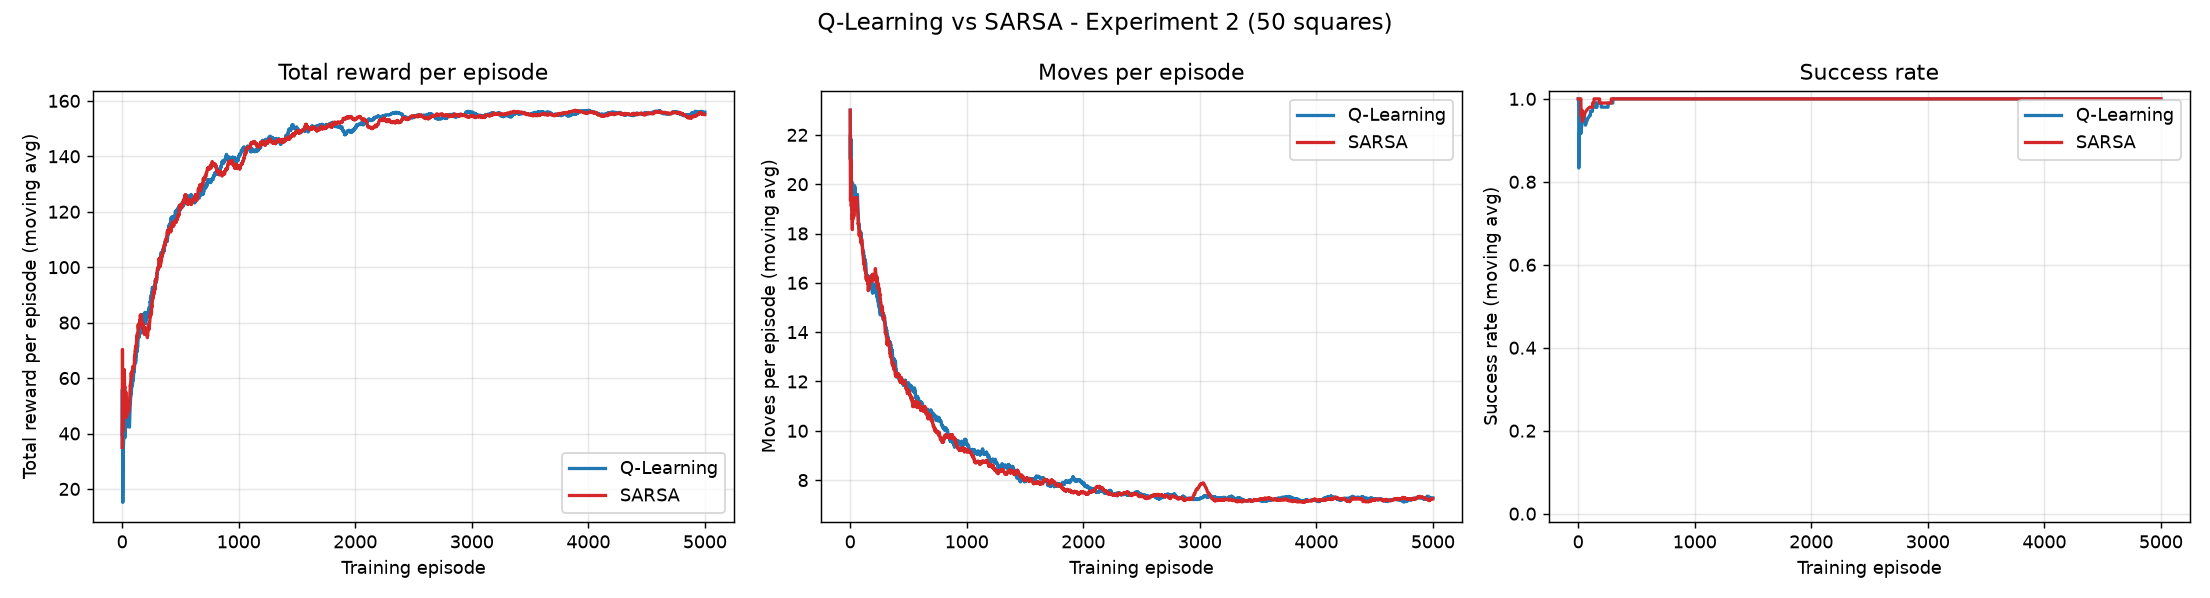 Q-Learning vs SARSA - Experiment 2 (50 squares)
Total reward per episode
Total reward per episode (moving avg)
160
140
120
100
80
60
40
20
0 1000 2000 3000 4000 5000
Training episode
Q-Learning
SARSA
Moves per episode
Moves per episode (moving avg)
22
20
18
16
14
12
10
8
0 1000 2000 3000 4000 5000
Training episode
Q-Learning
SARSA
Success rate
Success rate (moving avg)
1.0
0.8
0.6
0.4
0.2
0.0
0 1000 2000 3000 4000 5000
Training episode
Q-Learning
SARSA